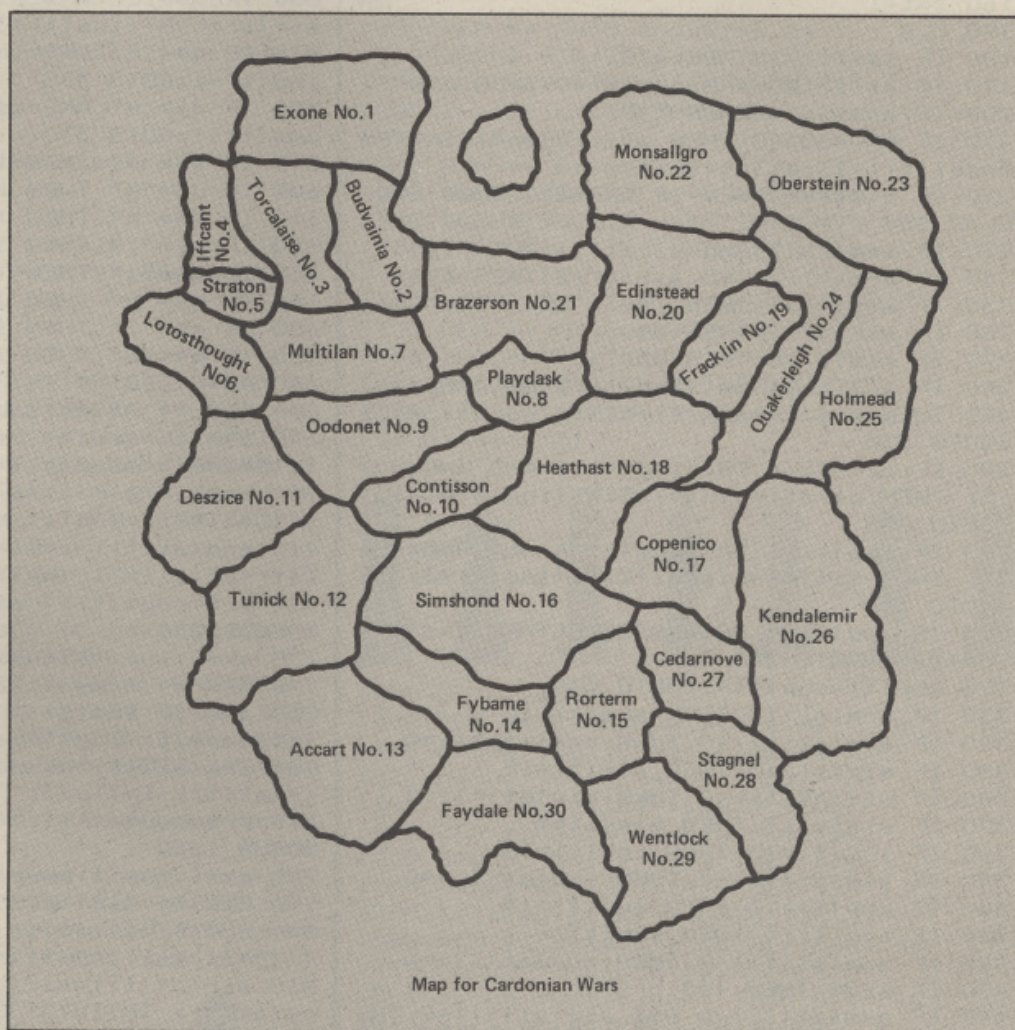 Exone No.1
Monsallgro
No.22
Oberstein No.23
Iffcant
No.4
Torcalaise No.3
Budvainia No.2
Straton
No.5
Brazerson No.21
Edinstead
No.20
Fracklin No.19
Quakerleigh No.24
Lotosthought
No6.
Multilan No.7
Playdask
No.8
Holmead
No.25
Oodonet No.9
Heathast No.18
Deszice No.11
Contisson
No.10
Copenico
No.17
Tunick No.12
Simshond No.16
Kendalemir
No.26
Cedarnove
No.27
Fybame
No.14
Rorterm
No.15
Accart No.13
Stagnel
No.28
Faydale No.30
Wentlock
No.29
Map for Cardonian Wars